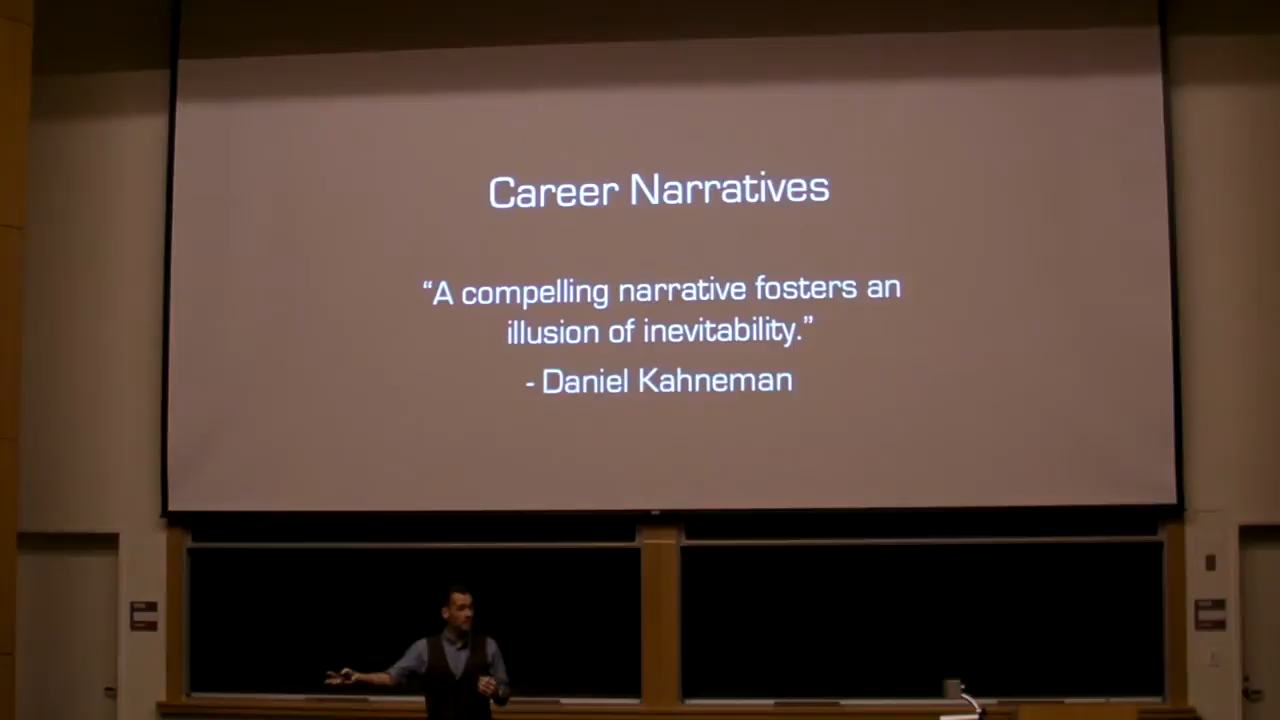 Career Narratives
“A compelling narrative fosters an
illusion of inevitability.”
- Daniel Kahneman